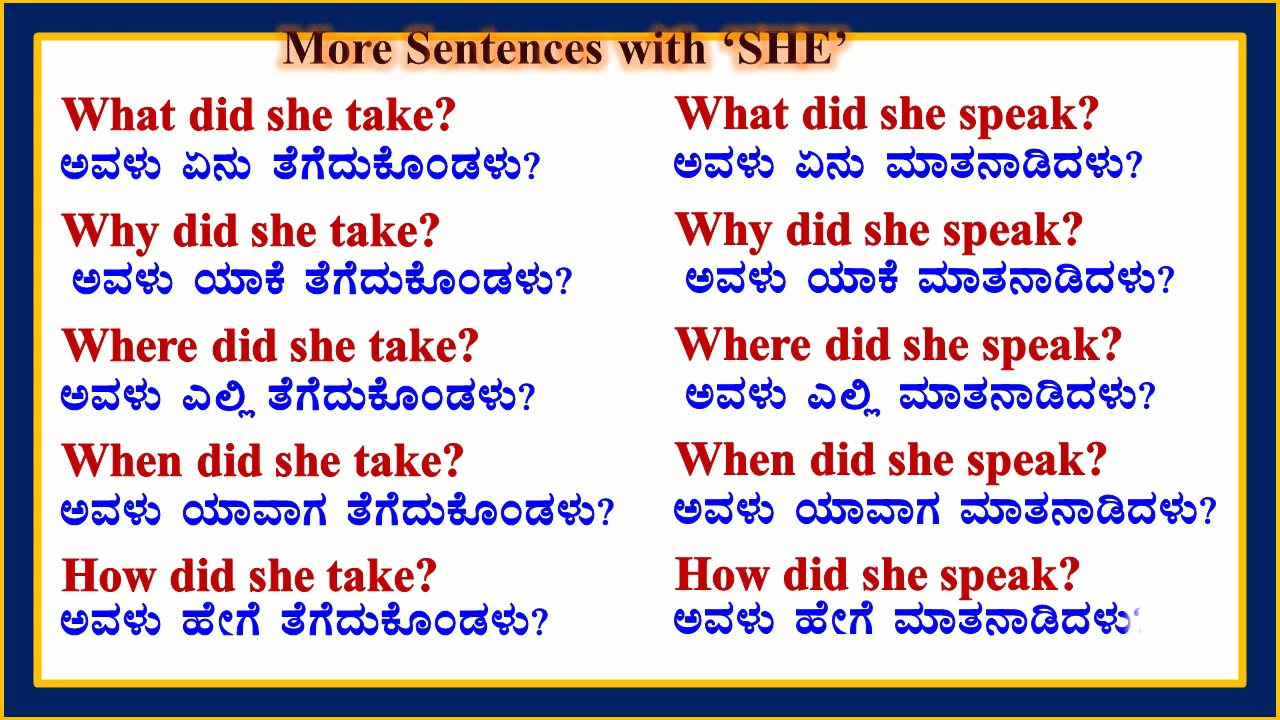 More Sentences with ‘SHE’
What did she take?
ಅವಳು ಏನು ತೆಗೆದುಕೊಂಡಳು?
Why did she take?
ಅವಳು ಯಾಕೆ ತೆಗೆದುಕೊಂಡಳು?
Where did she take?
ಅವಳು ಎಲ್ಲಿ ತೆಗೆದುಕೊಂಡಳು?
When did she take?
ಅವಳು ಯಾವಾಗ ತೆಗೆದುಕೊಂಡಳು?
How did she take?
ಅವಳು ಹೇಗೆ ತೆಗೆದುಕೊಂಡಳು?
What did she speak?
ಅವಳು ಏನು ಮಾತನಾಡಿದಳು?
Why did she speak?
ಅವಳು ಯಾಕೆ ಮಾತನಾಡಿದಳು?
Where did she speak?
ಅವಳು ಎಲ್ಲಿ ಮಾತನಾಡಿದಳು?
When did she speak?
ಅವಳು ಯಾವಾಗ ಮಾತನಾಡಿದಳು?
How did she speak?
ಅವಳು ಹೇಗೆ ಮಾತನಾಡಿದಳು?